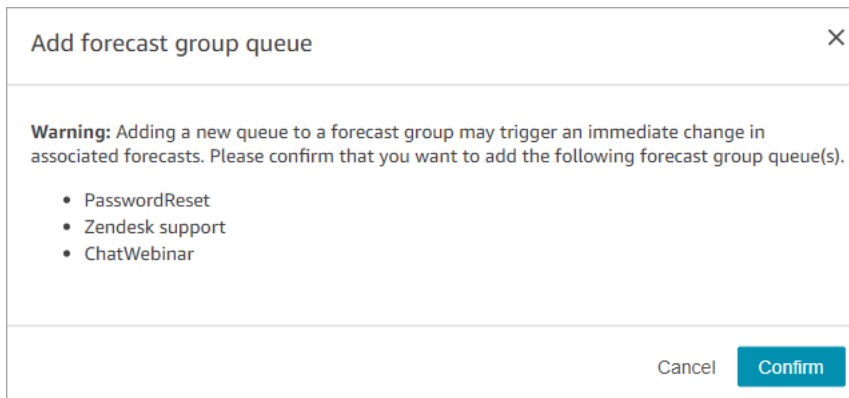 Add forecast group queue
Warning: Adding a new queue to a forecast group may trigger an immediate change in
associated forecasts. Please confirm that you want to add the following forecast group queue(s).
• PasswordReset
• Zendesk support
• ChatWebinar
Cancel Confirm